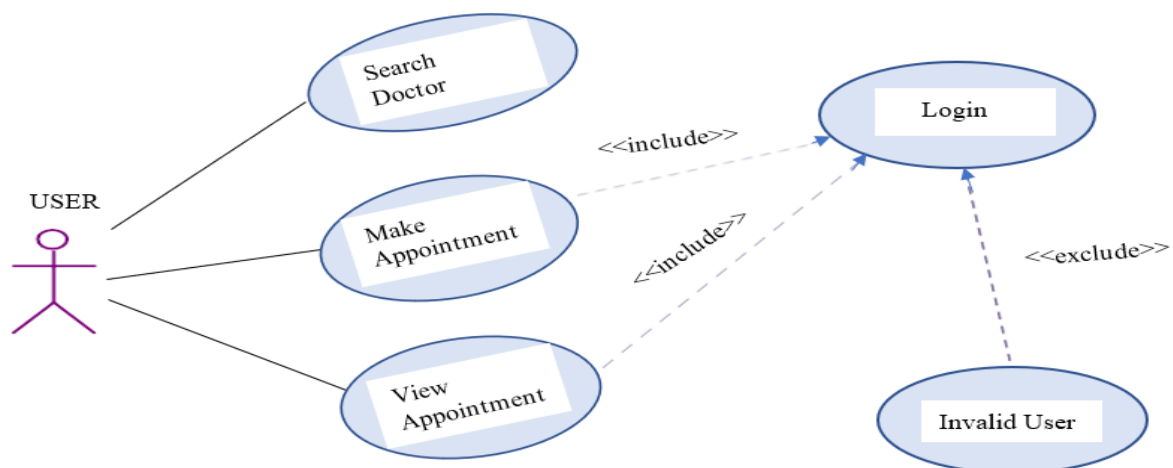 Search
Doctor
Login
<<include>>
USER
Make
Appointment
<<include>>
<<exclude>>
View
Appointment
Invalid User